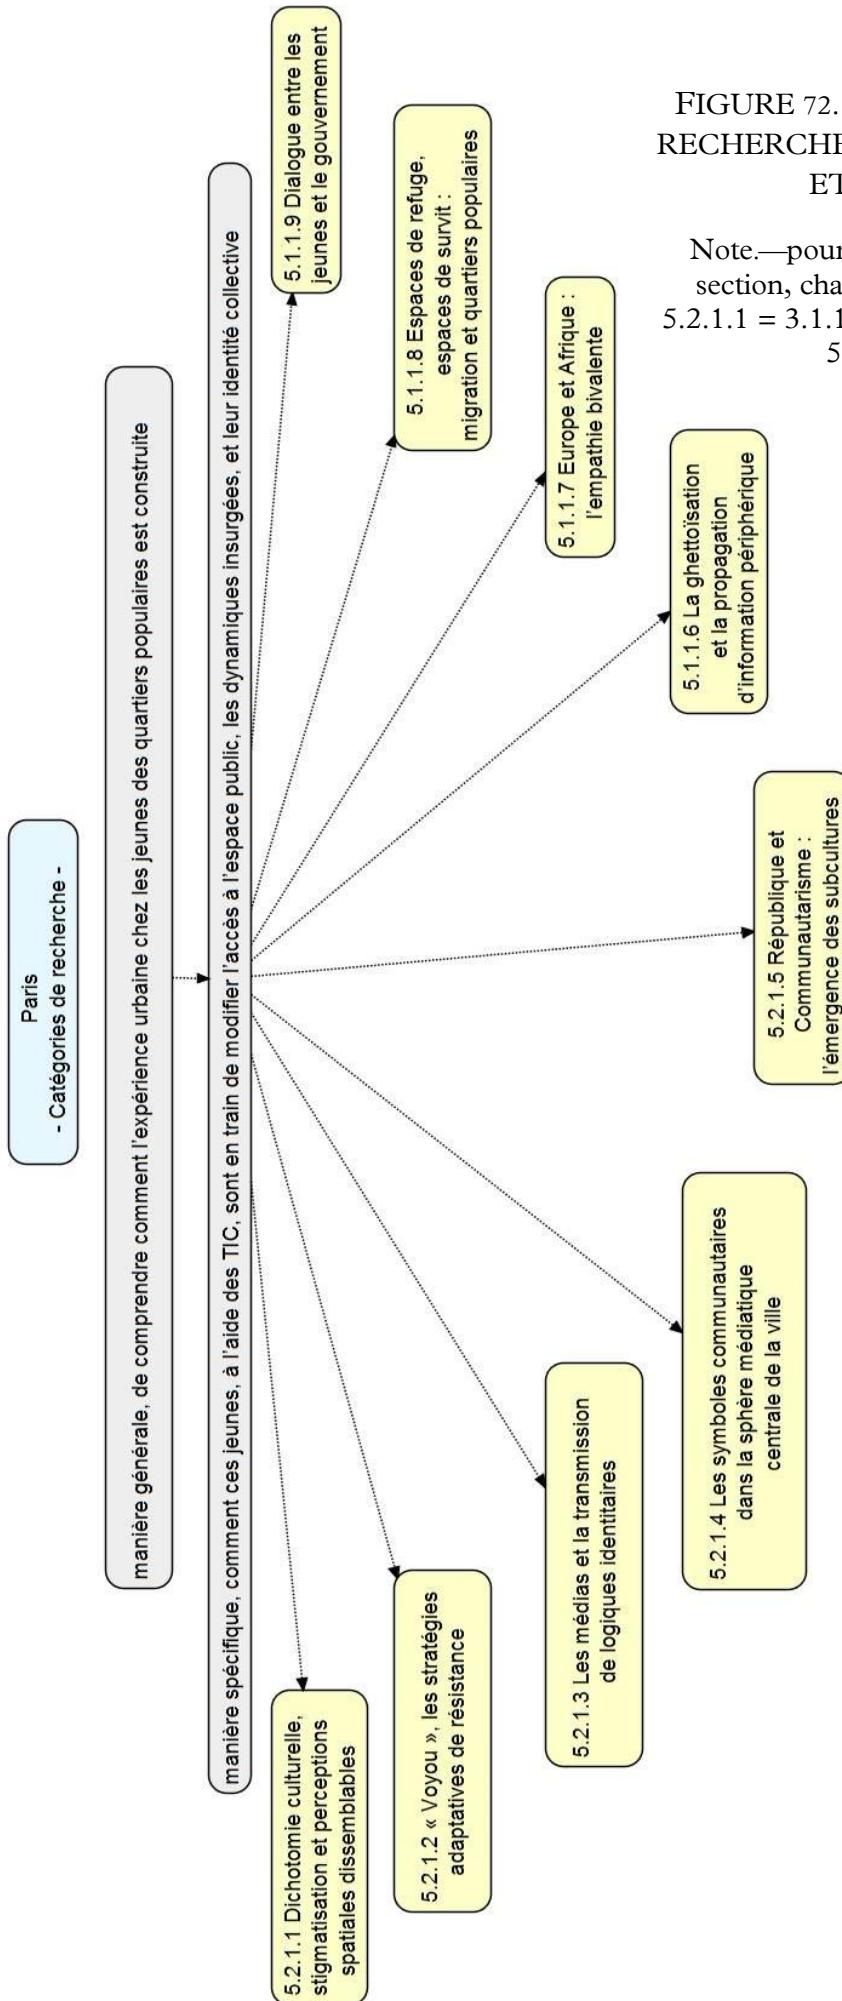 Paris
- Catégories de recherche -
manière générale, de comprendre comment l'expérience urbaine chez les jeunes des quartiers populaires est construite
manière spécifique, comment ces jeunes, à l'aide des TIC, sont en train de modifier l'accès à l'espace public, les dynamiques insurgées, et leur identité collective
5.2.1.1 Dichotomie culturelle,
stigmatisation et perceptions
spatiales dissemblables
5.2.1.2 « Voyou », les stratégies
adaptatives de résistance
5.2.1.3 Les médias et la transmission
de logiques identitaires
5.2.1.4 Les symboles communautaires
dans la sphère médiatique
centrale de la ville
5.2.1.5 République et
Communautarisme :
l'émergence des subcultures
5.1.1.6 La ghettoïsation
et la propagation
d'information périphérique
5.1.1.7 Europe et Afrique :
l'empathie bivalente
5.1.1.8 Espaces de refuge,
espaces de survit :
migration et quartiers populaires
5.1.1.9 Dialogue entre les
jeunes et le gouvernement
FIGURE 72.
RECHERCHE
ET
Note.—pour
section, cha
5.2.1.1 = 3.1.1
5